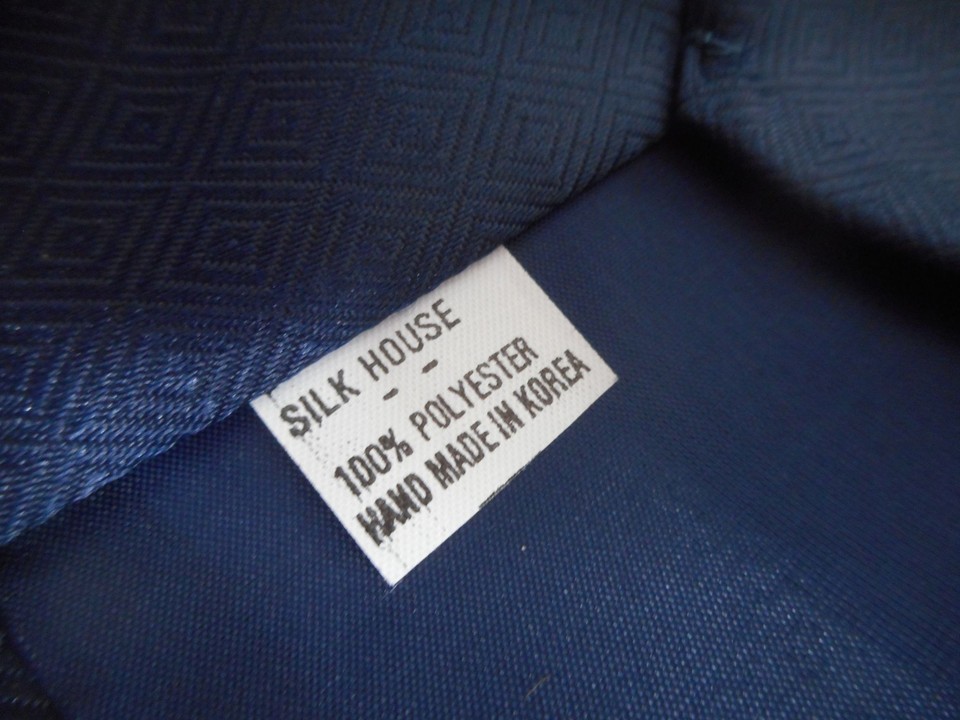 SILK HOUSE
- -
100% POLYESTER
HAND MADE IN KOREA